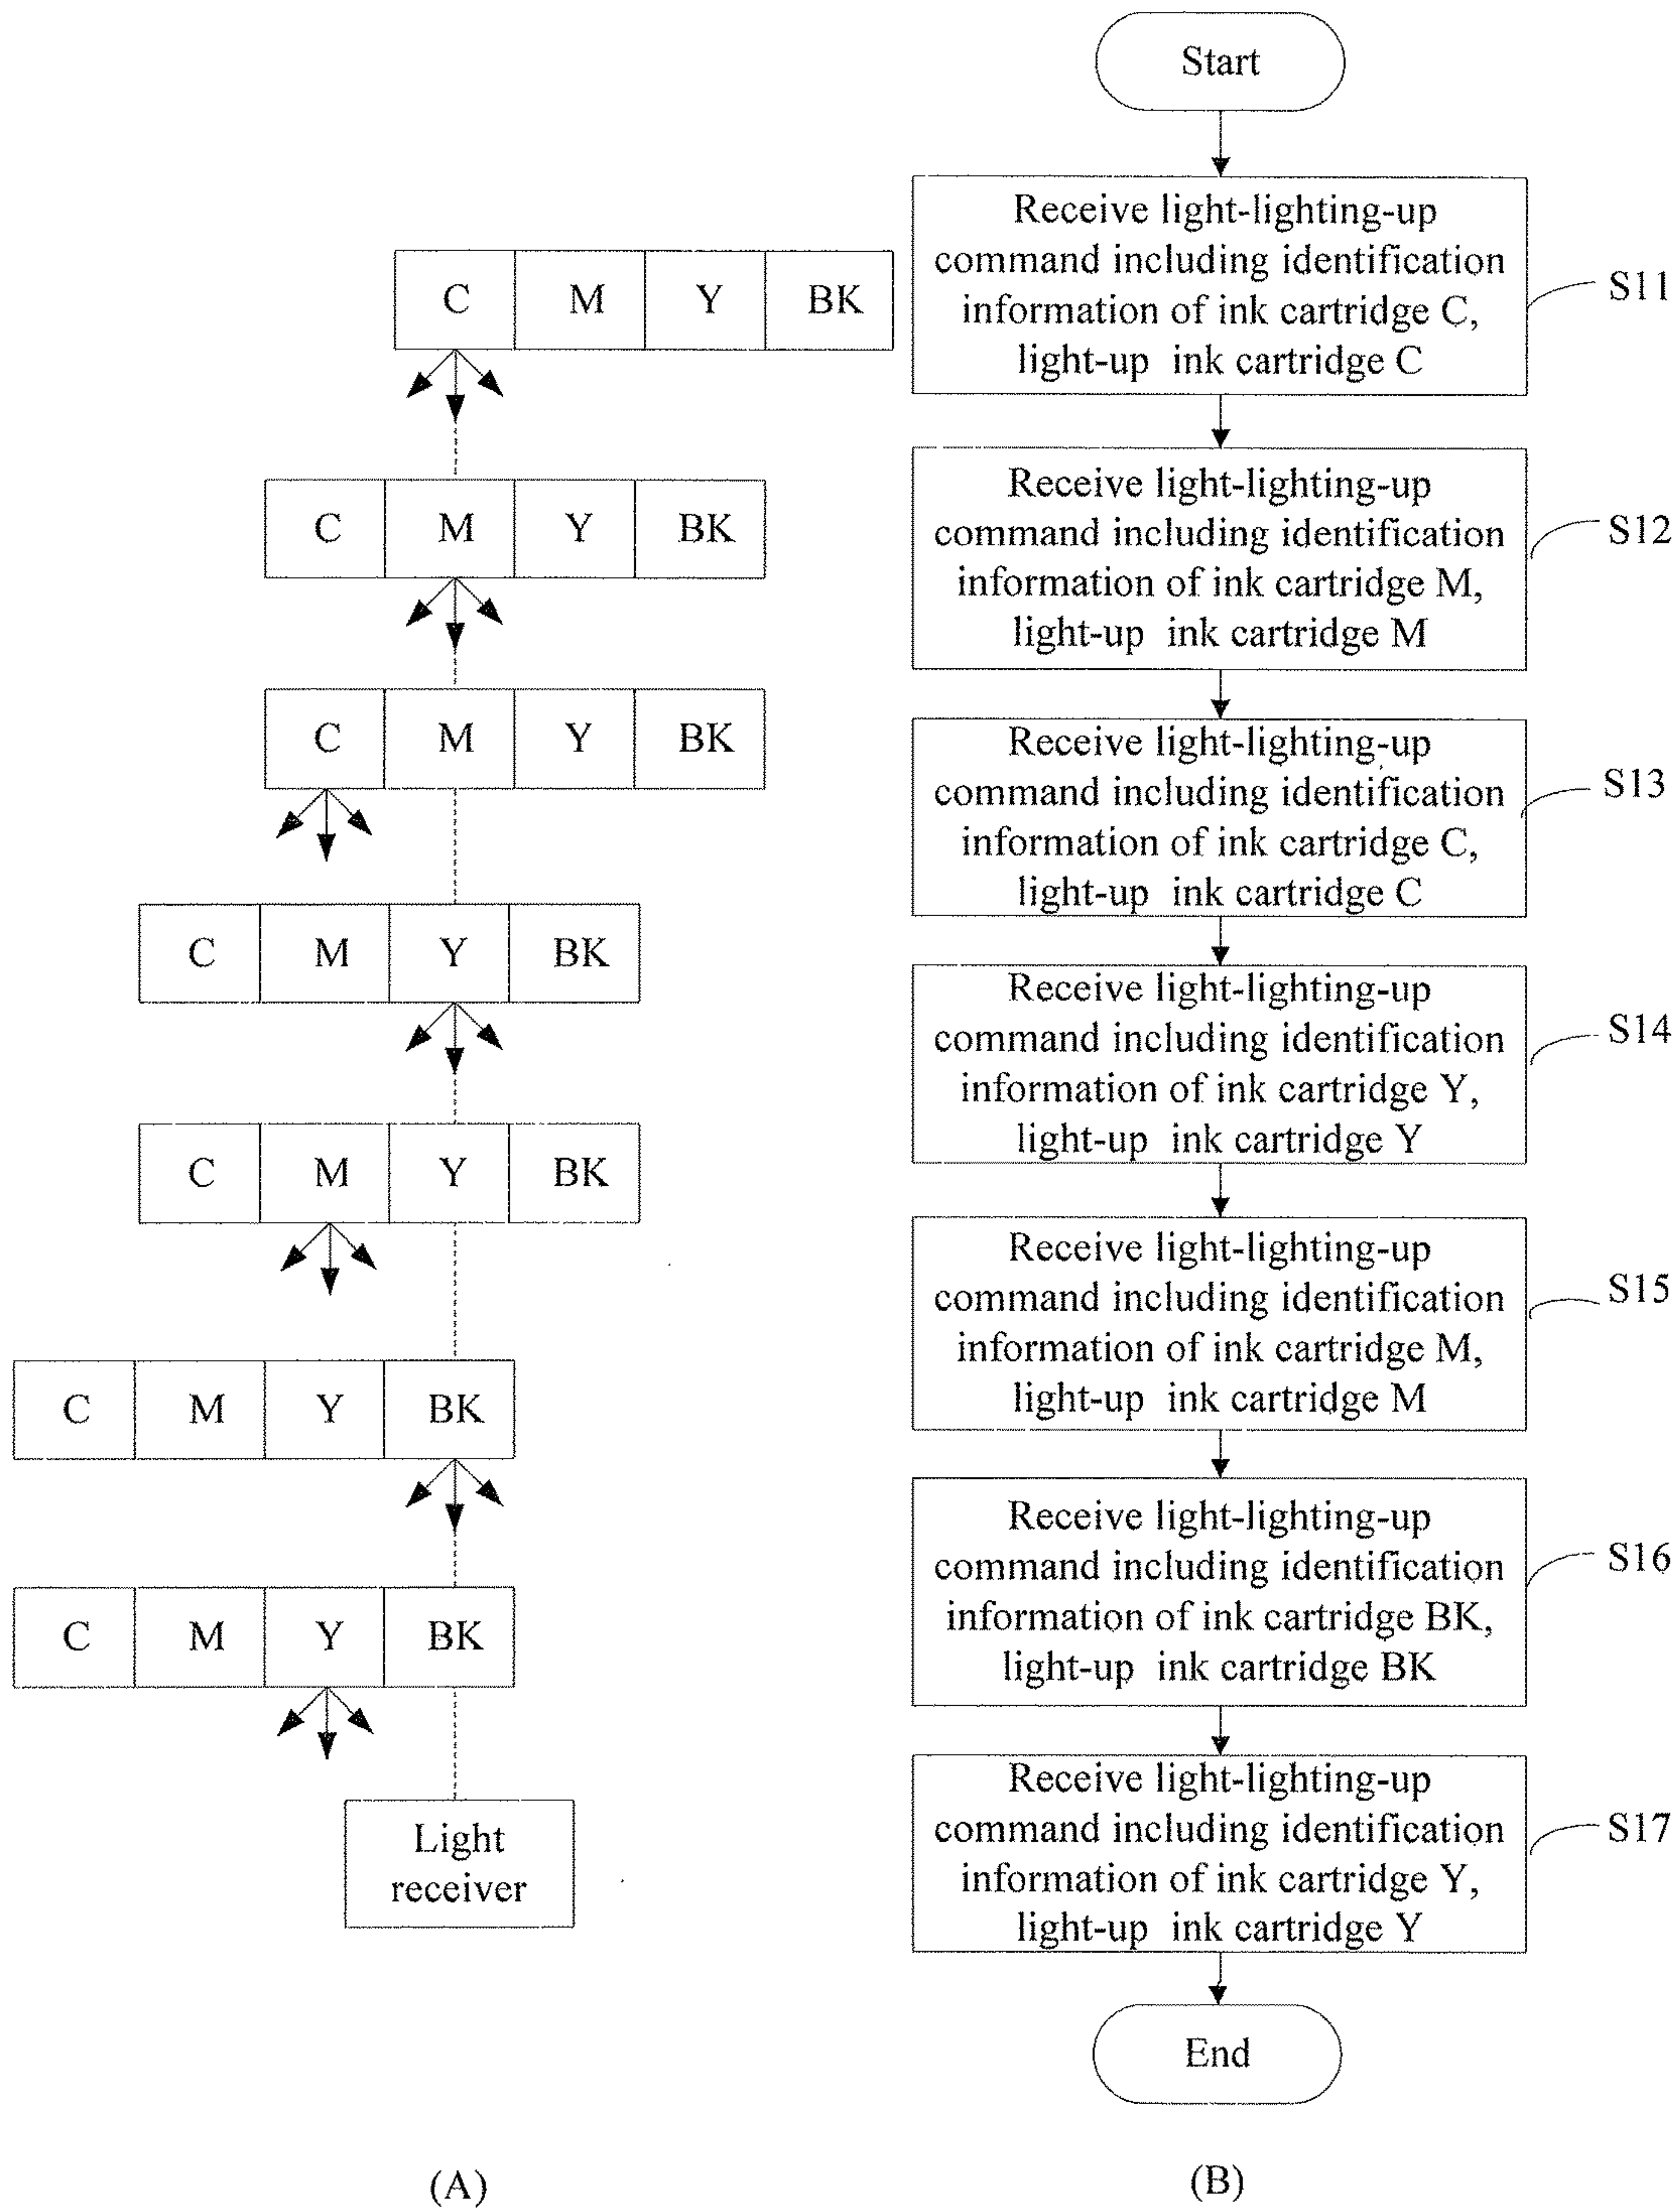 Start
Receive light-lighting-up
command including identification
information of ink cartridge C,
light-up ink cartridge C
S11
C M Y BK
Receive light-lighting-up
command including identification
information of ink cartridge M,
light-up ink cartridge M
S12
C M Y BK
Receive light-lighting-up
command including identification
information of ink cartridge C,
light-up ink cartridge C
S13
C M Y BK
Receive light-lighting-up
command including identification
information of ink cartridge Y,
light-up ink cartridge Y
S14
C M Y BK
Receive light-lighting-up
command including identification
information of ink cartridge M,
light-up ink cartridge M
S15
C M Y BK
Receive light-lighting-up
command including identification
information of ink cartridge BK,
light-up ink cartridge BK
S16
C M Y BK
Receive light-lighting-up
command including identification
information of ink cartridge Y,
light-up ink cartridge Y
S17
C M Y BK
Light
receiver
End
(A)
(B)